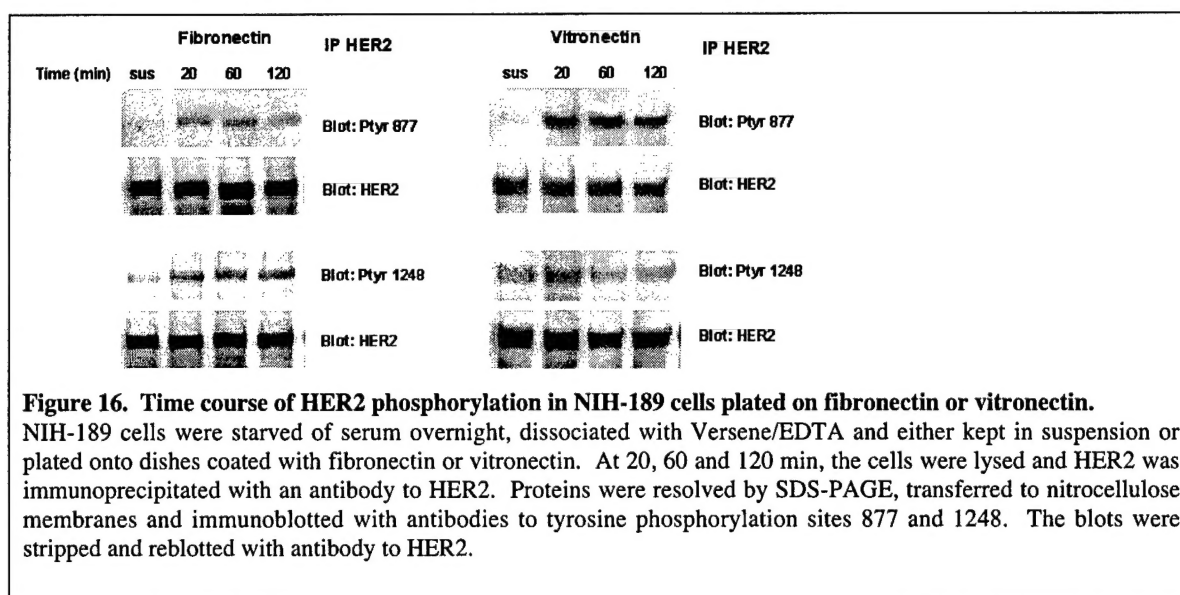 Fibronectin IP HER2
Time (min) sus 20 60 120
Blot: Ptyr 877
Blot: HER2
Blot: Ptyr 1248
Blot: HER2
Vitronectin IP HER2
sus 20 60 120
Blot: Ptyr 877
Blot: HER2
Blot: Ptyr 1248
Blot: HER2
Figure 16. Time course of HER2 phosphorylation in NIH-189 cells plated on fibronectin or vitronectin.
NIH-189 cells were starved of serum overnight, dissociated with Versene/EDTA and either kept in suspension or
plated onto dishes coated with fibronectin or vitronectin. At 20, 60 and 120 min, the cells were lysed and HER2 was
immunoprecipitated with an antibody to HER2. Proteins were resolved by SDS-PAGE, transferred to nitrocellulose
membranes and immunoblotted with antibodies to tyrosine phosphorylation sites 877 and 1248. The blots were
stripped and reblotted with antibody to HER2.